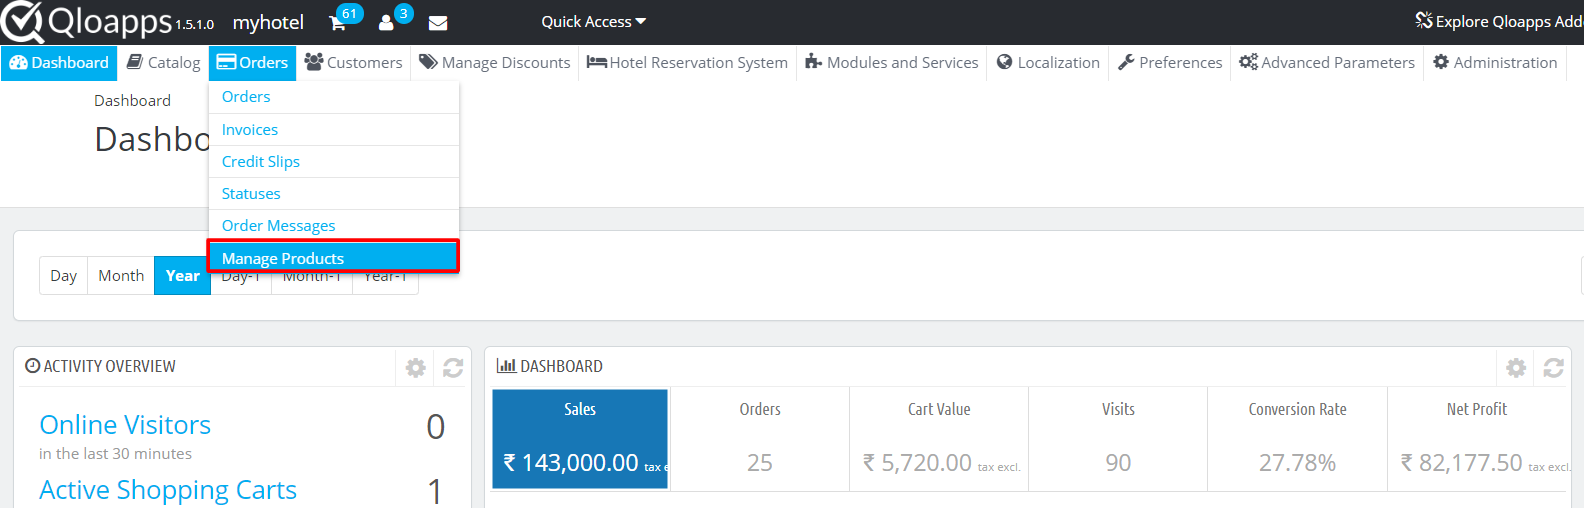 Qloapps 1.5.1.0 myhotel 61 3 Quick Access Explore Qloapps Add
Dashboard Catalog Orders Customers Manage Discounts Hotel Reservation System Modules and Services Localization Preferences Advanced Parameters Administration
Dashboard
Dashbo
Orders
Invoices
Credit Slips
Statuses
Order Messages
Manage Products
Day Month Year Day-1 Month-1 Year-1
ACTIVITY OVERVIEW
Online Visitors 0
in the last 30 minutes
Active Shopping Carts 1
DASHBOARD
Sales Orders Cart Value Visits Conversion Rate Net Profit
₹ 143,000.00 tax e 25 ₹ 5,720.00 tax excl. 90 27.78% ₹ 82,177.50 tax excl.